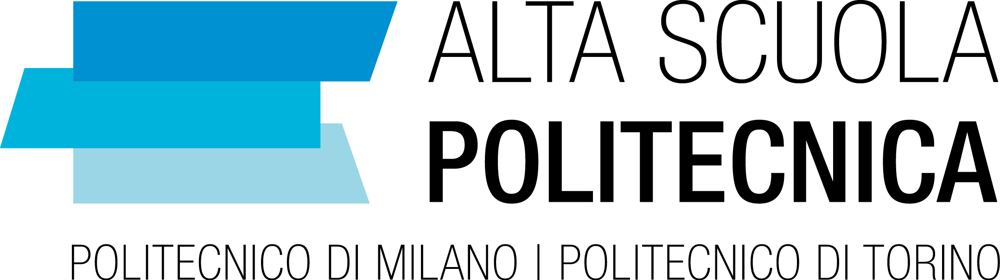 ALTA SCUOLA
POLITECNICA
POLITECNICO DI MILANO | POLITECNICO DI TORINO